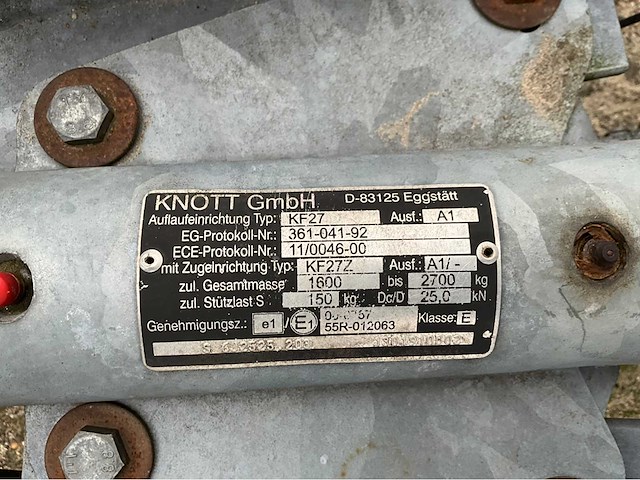 KNOTT GmbH D-83125 Eggstätt
Auflaufeinrichtung Typ: KF27 Ausf.: A1
EG-Protokoll-Nr.: 361-041-92
ECE-Protokoll-Nr.: 11/0046-00
mit Zugeinrichtung Typ: KF27Z Ausf.: A1/-
zul. Gesamtmasse 1600 bis 2700 kg
zul. Stützlast S 150 kg Dc/D 25,0 kN
Genehmigungsz.: e1 / E1 55R-012063 Klasse: E